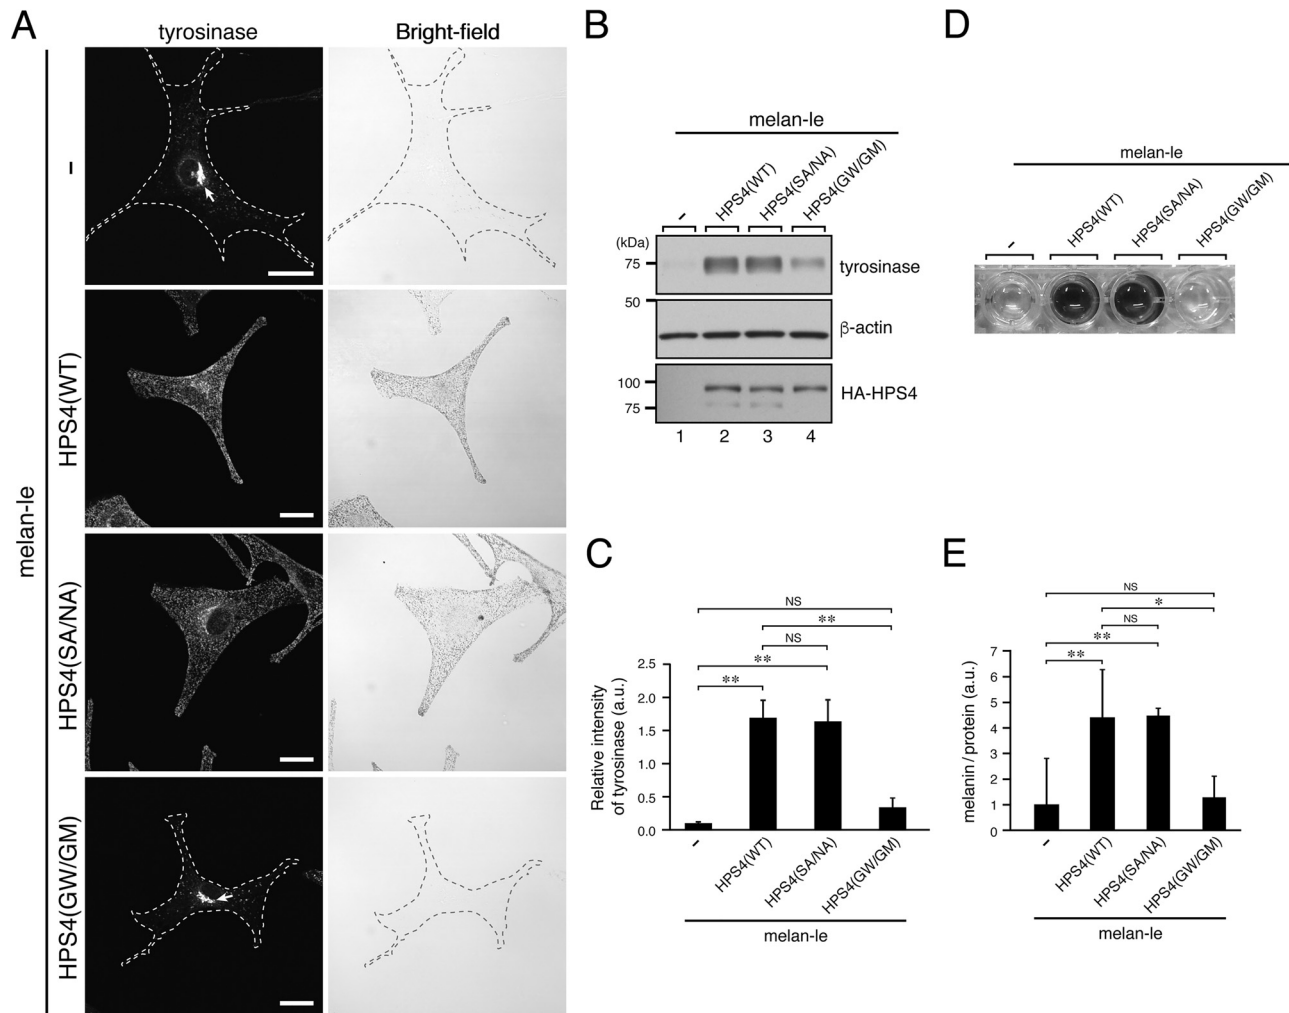 A
tyrosinase
Bright-field
melan-le
–
HPS4(WT)
HPS4(SA/NA)
HPS4(GW/GM)
B
melan-le
–
HPS4(WT)
HPS4(SA/NA)
HPS4(GW/GM)
(kDa)
75
tyrosinase
50
β-actin
100
75
HA-HPS4
1 2 3 4
C
NS
**
NS
**
**
Relative intensity
of tyrosinase (a.u.)
2.5
2.0
1.5
1.0
0.5
0.0
–
HPS4(WT)
HPS4(SA/NA)
HPS4(GW/GM)
melan-le
D
melan-le
–
HPS4(WT)
HPS4(SA/NA)
HPS4(GW/GM)
E
NS
*
NS
**
**
melanin/protein (a.u.)
7
6
5
4
3
2
1
0
–
HPS4(WT)
HPS4(SA/NA)
HPS4(GW/GM)
melan-le